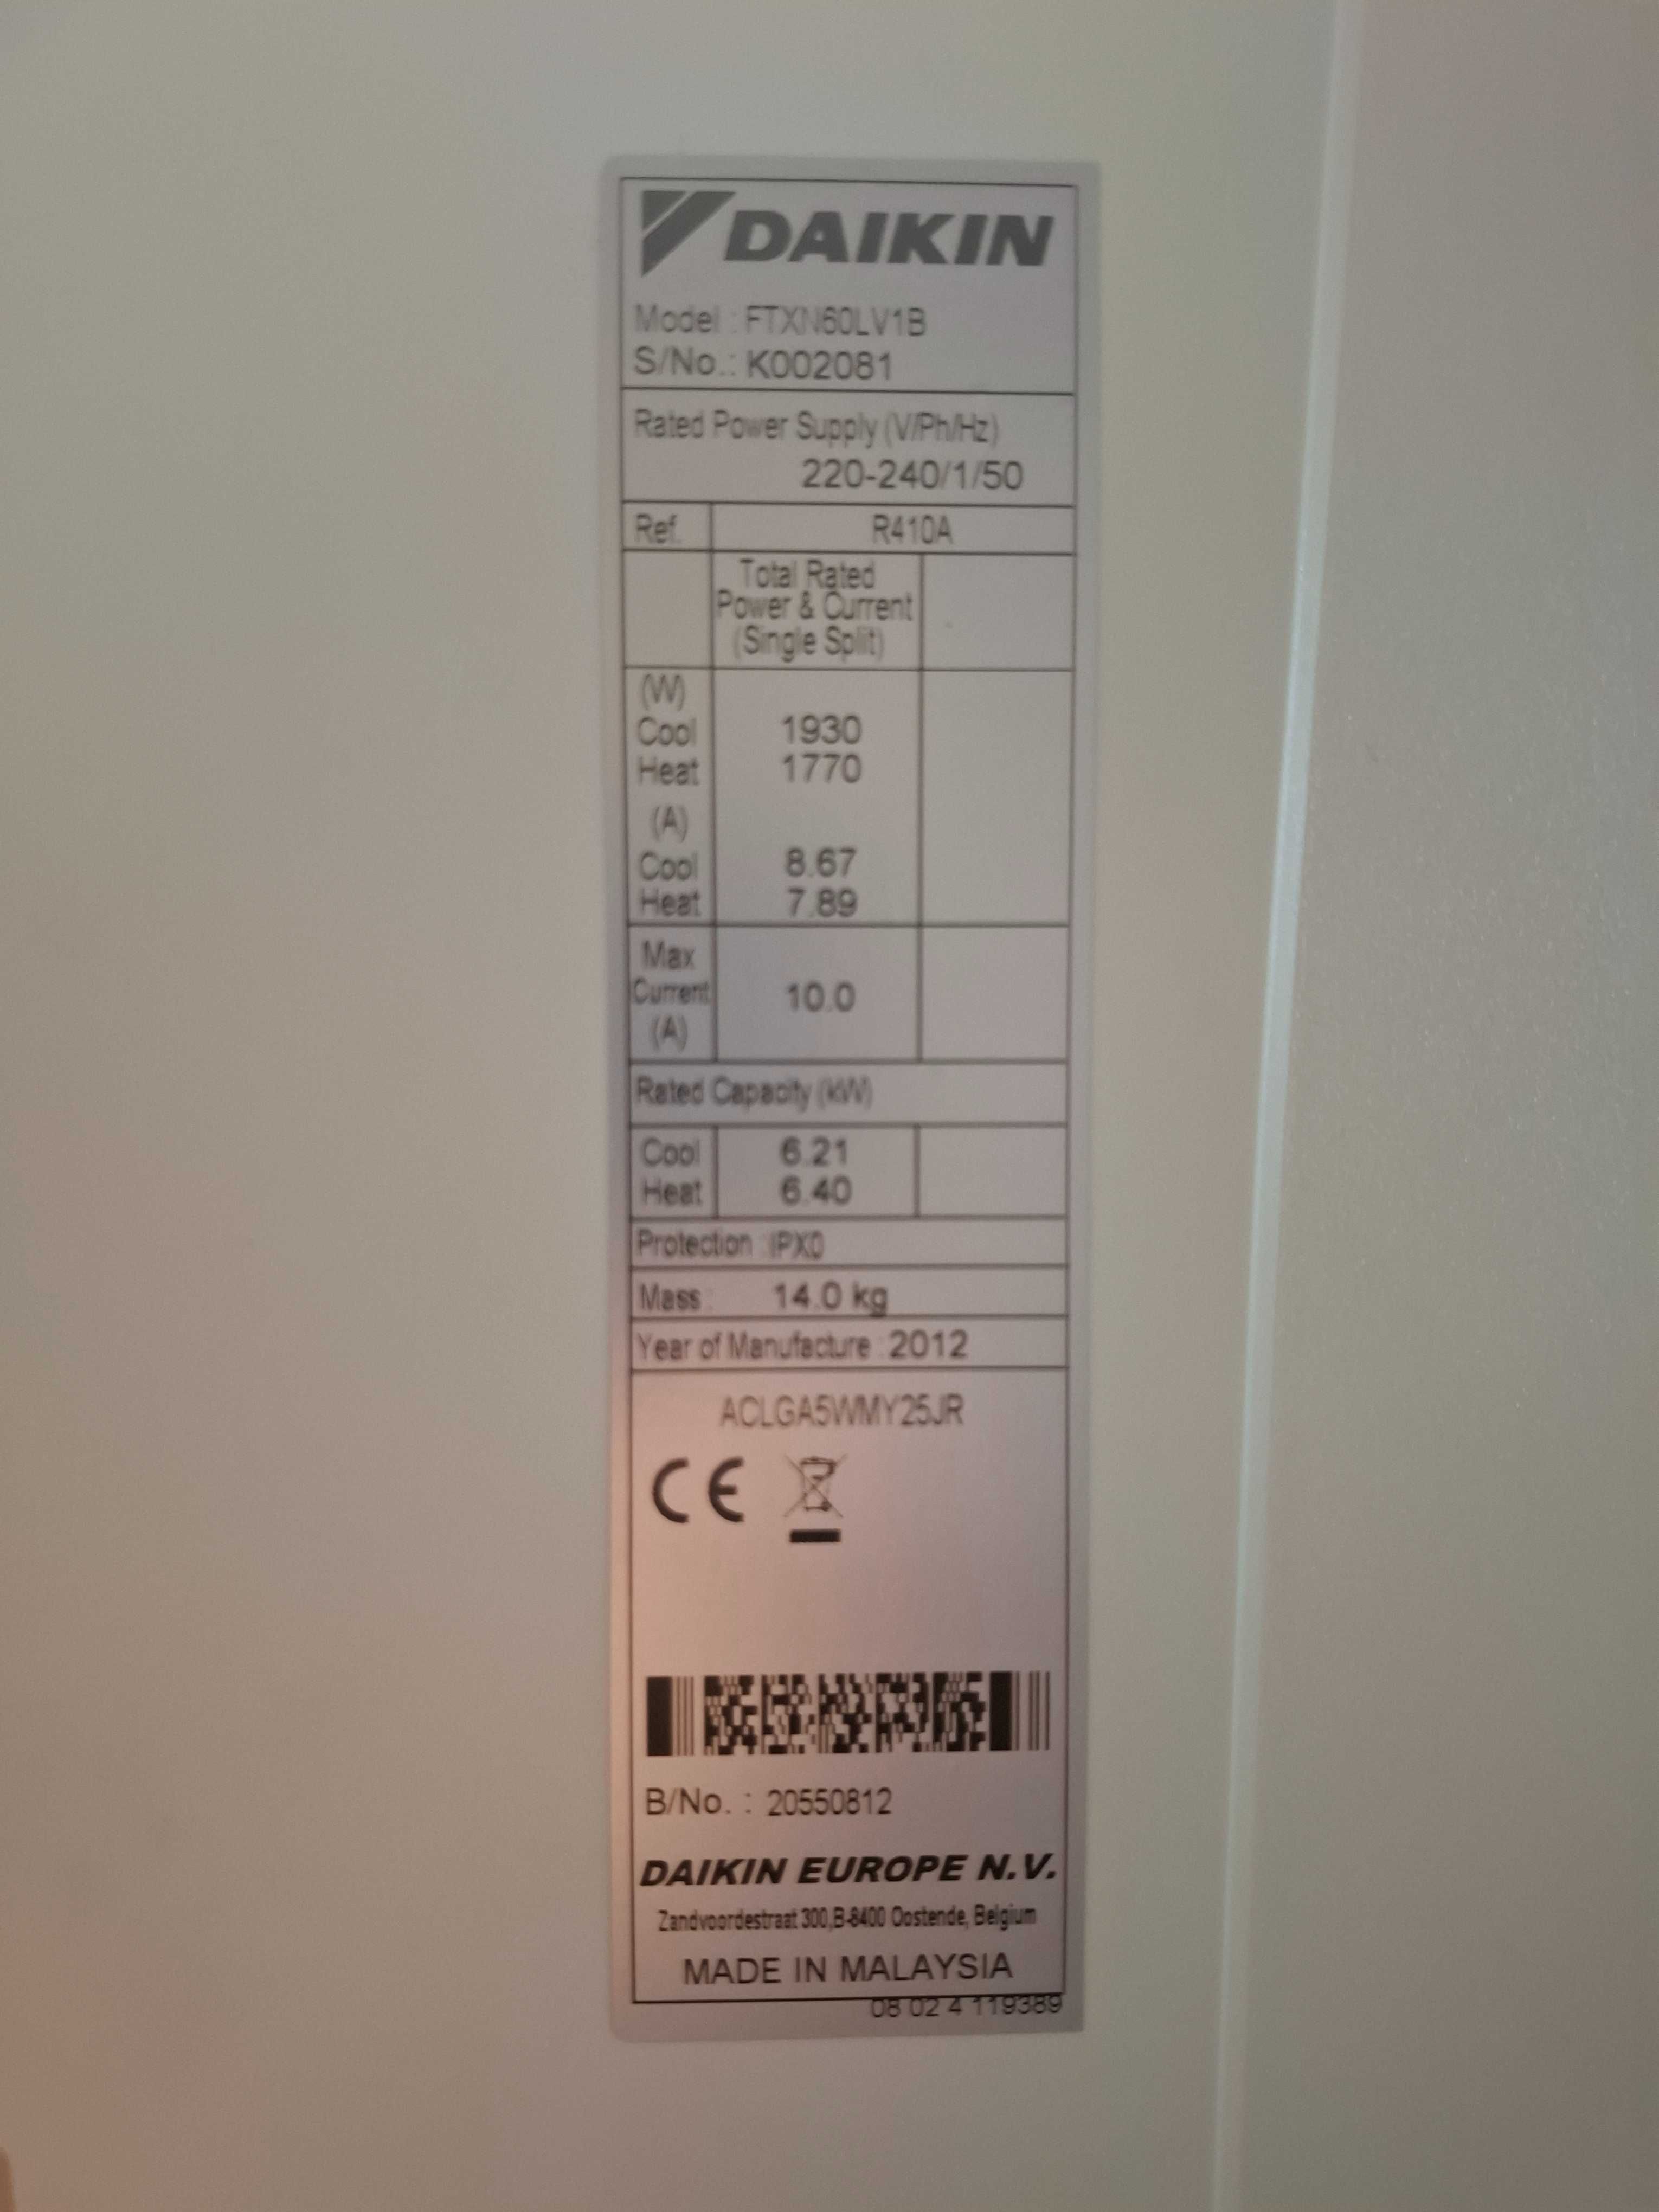 DAIKIN
Model : FTXN60LV1B
S/No.: K002081
Rated Power Supply (V/Ph/Hz)
220-240/1/50
Ref. R410A
Total Rated
Power & Current
(Single Split)
(W)
Cool 1930
Heat 1770
(A)
Cool 8.67
Heat 7.89
Max
Current 10.0
(A)
Rated Capacity (kW)
Cool 6.21
Heat 6.40
Protection : IPX0
Mass : 14.0 kg
Year of Manufacture : 2012
ACLGA5WMY25JR
CE
B/No. : 20550812
DAIKIN EUROPE N.V.
Zandvoordestraat 300,B-8400 Oostende, Belgium
MADE IN MALAYSIA
08 02 4 119389